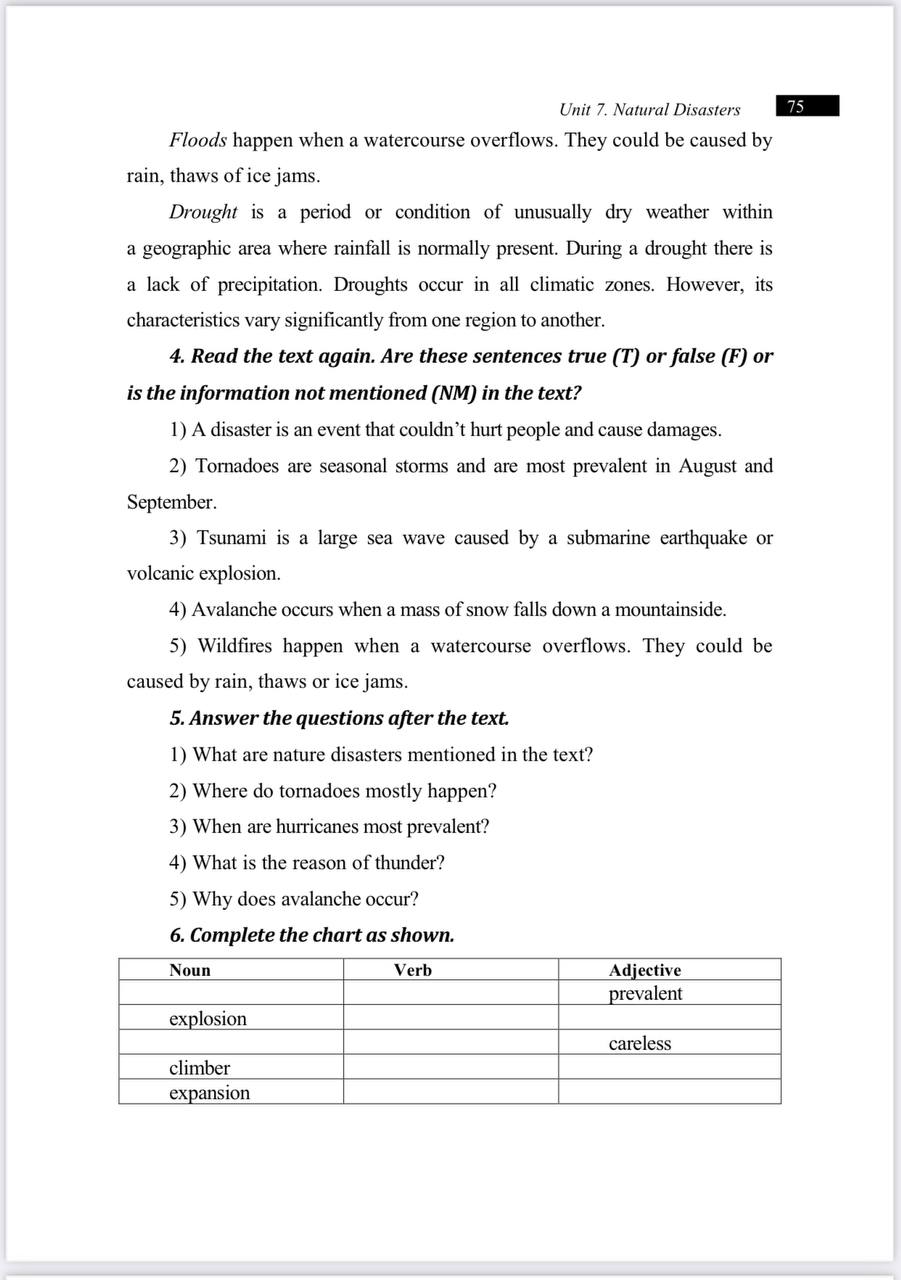 Unit 7. Natural Disasters 75
Floods happen when a watercourse overflows. They could be caused by
rain, thaws of ice jams.
Drought is a period or condition of unusually dry weather within
a geographic area where rainfall is normally present. During a drought there is
a lack of precipitation. Droughts occur in all climatic zones. However, its
characteristics vary significantly from one region to another.
4. Read the text again. Are these sentences true (T) or false (F) or
is the information not mentioned (NM) in the text?
1) A disaster is an event that couldn’t hurt people and cause damages.
2) Tornadoes are seasonal storms and are most prevalent in August and
September.
3) Tsunami is a large sea wave caused by a submarine earthquake or
volcanic explosion.
4) Avalanche occurs when a mass of snow falls down a mountainside.
5) Wildfires happen when a watercourse overflows. They could be
caused by rain, thaws or ice jams.
5. Answer the questions after the text.
1) What are nature disasters mentioned in the text?
2) Where do tornadoes mostly happen?
3) When are hurricanes most prevalent?
4) What is the reason of thunder?
5) Why does avalanche occur?
6. Complete the chart as shown.
Noun Verb Adjective
prevalent
explosion
careless
climber
expansion